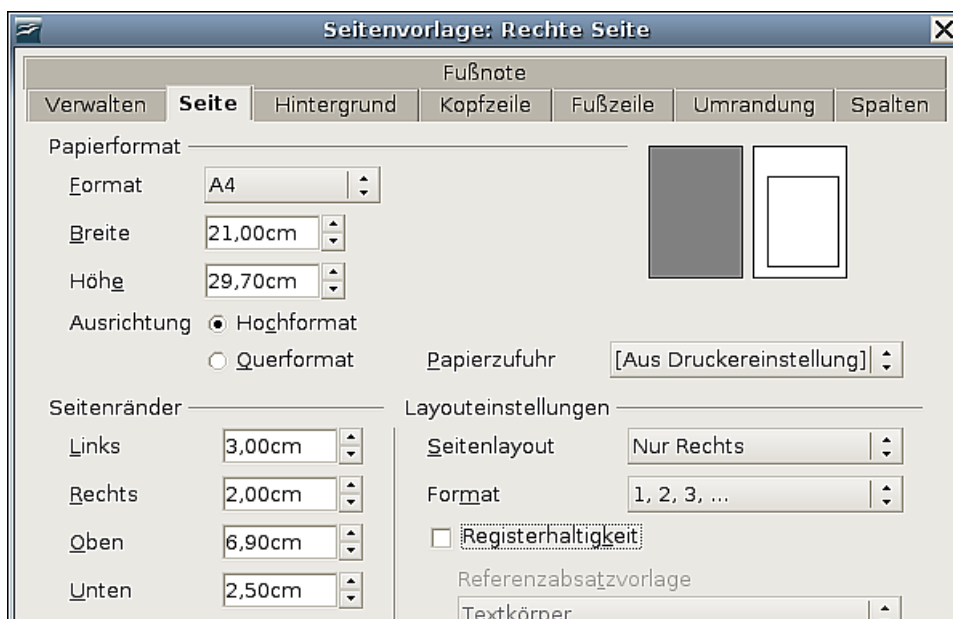 Seitenvorlage: Rechte Seite
Fußnote
Verwalten Seite Hintergrund Kopfzeile Fußzeile Umrandung Spalten
Papierformat
Format A4
Breite 21,00cm
Höhe 29,70cm
Ausrichtung Hochformat
Querformat Papierzufuhr [Aus Druckereinstellung]
Seitenränder Layouteinstellungen
Links 3,00cm Seitenlayout Nur Rechts
Rechts 2,00cm Format 1, 2, 3, ...
Oben 6,90cm Registerhaltigkeit
Unten 2,50cm Referenzabsatzvorlage
Textkörper